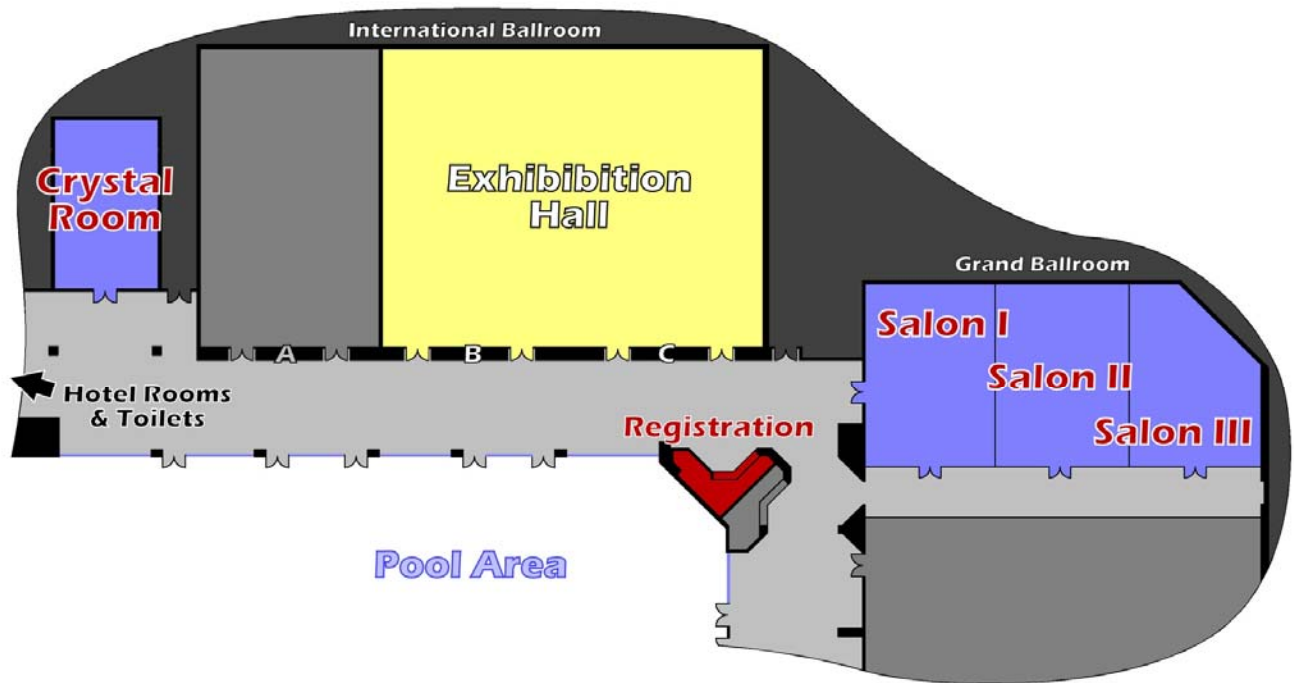 International Ballroom
Crystal
Room
Exhibibition
Hall
Grand Ballroom
Salon I
A
B
C
Salon II
Hotel Rooms
& Toilets
Registration
Salon III
Pool Area